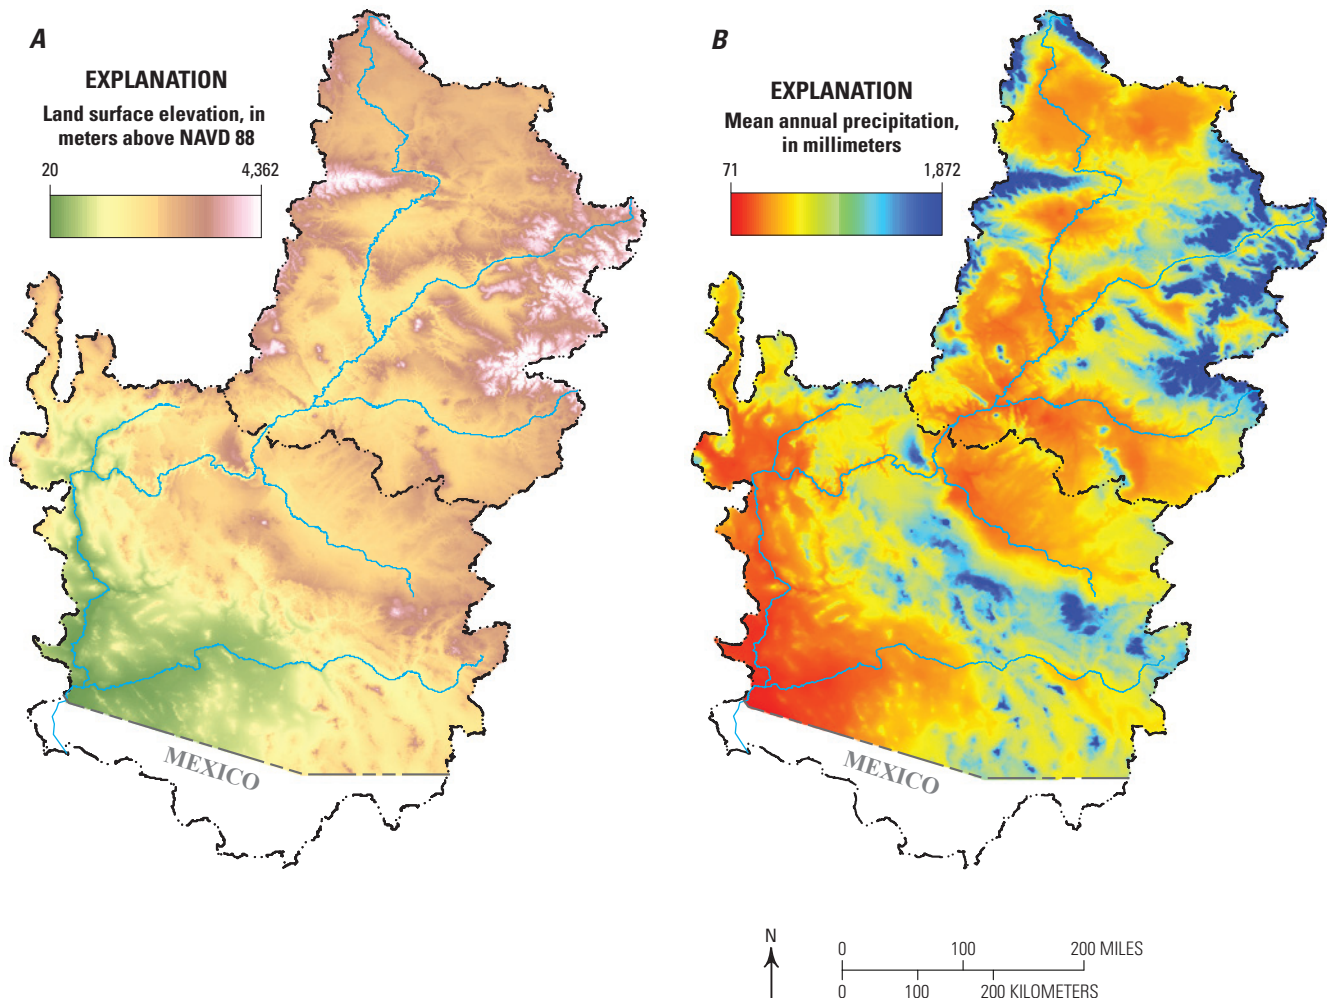 A
EXPLANATION
Land surface elevation, in
meters above NAVD 88
20 4,362
MEXICO
B
EXPLANATION
Mean annual precipitation,
in millimeters
71 1,872
MEXICO
N
0 100 200 MILES
0 100 200 KILOMETERS